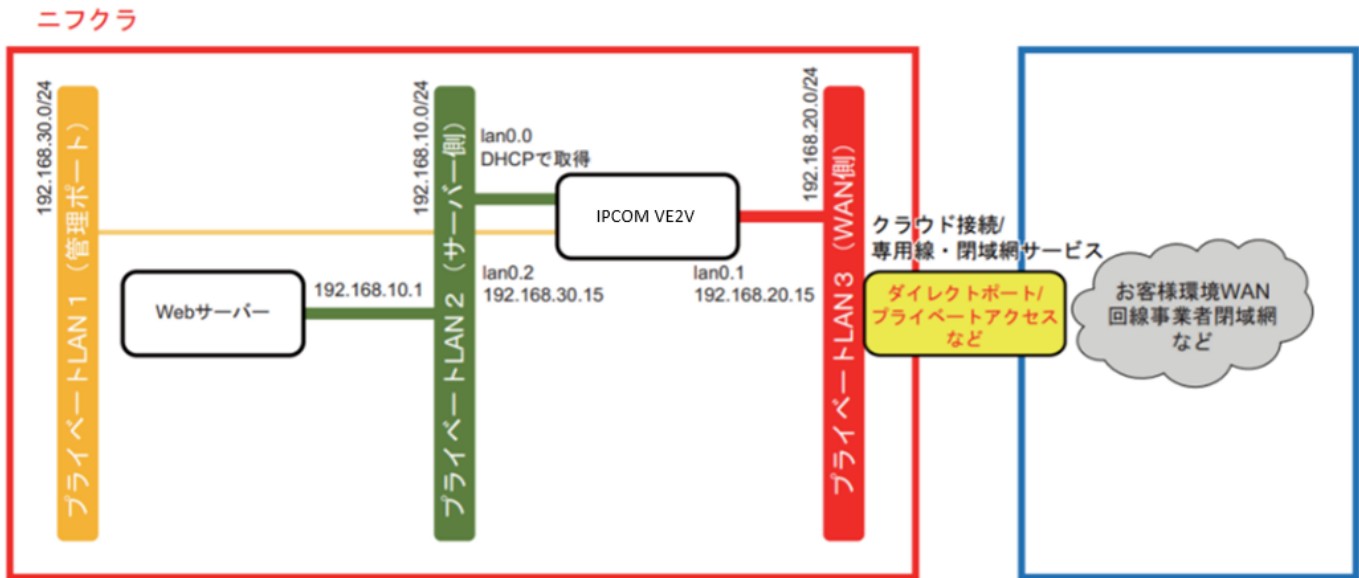 ニフクラ
192.168.30.0/24
プライベートLAN 1（管理ポート）
192.168.10.0/24
プライベートLAN 2（サーバー側）
lan0.0
DHCPで取得
IPCOM VE2V
192.168.20.0/24
プライベートLAN 3（WAN側）
クラウド接続/
専用線・閉域網サービス
lan0.2
192.168.30.15
lan0.1
192.168.20.15
Webサーバー
192.168.10.1
ダイレクトポート/
プライベートアクセス
など
お客様環境WAN
回線事業者閉域網
など